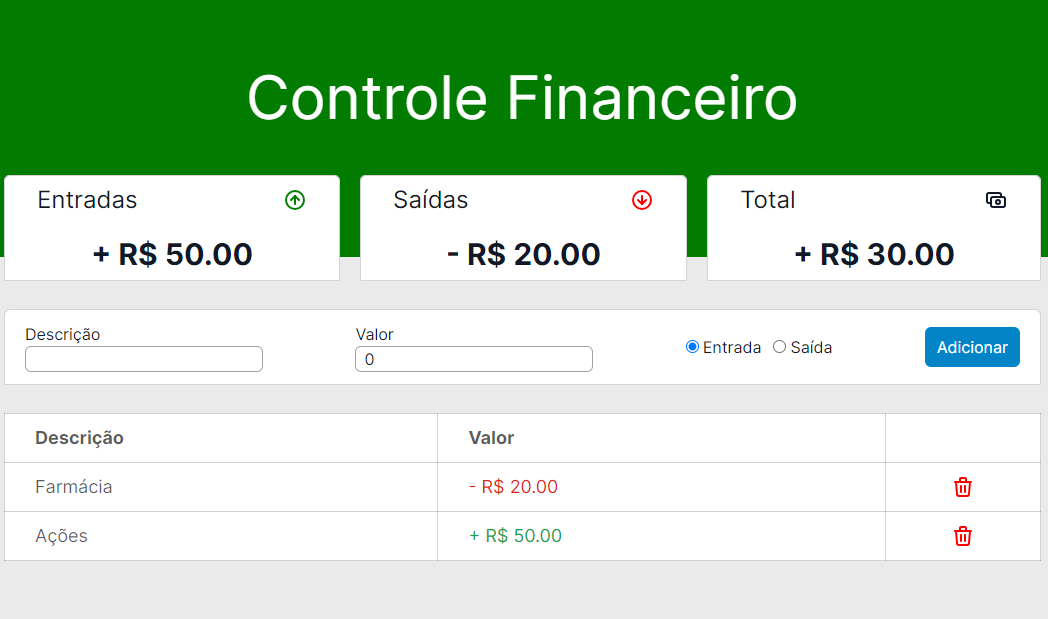 Controle Financeiro
Entradas Saídas Total
+ R$ 50.00 - R$ 20.00 + R$ 30.00
Descrição Valor
0 Entrada Saída Adicionar
Descrição Valor
Farmácia - R$ 20.00
Ações + R$ 50.00